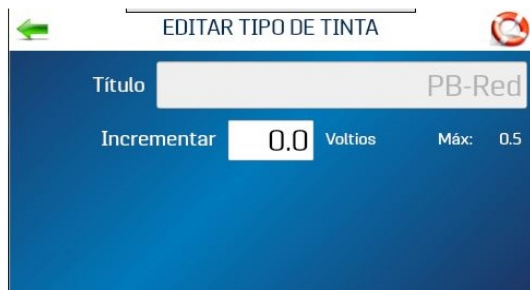 EDITAR TIPO DE TINTA
Título PB-Red
Incrementar 0.0 Voltios Máx: 0.5